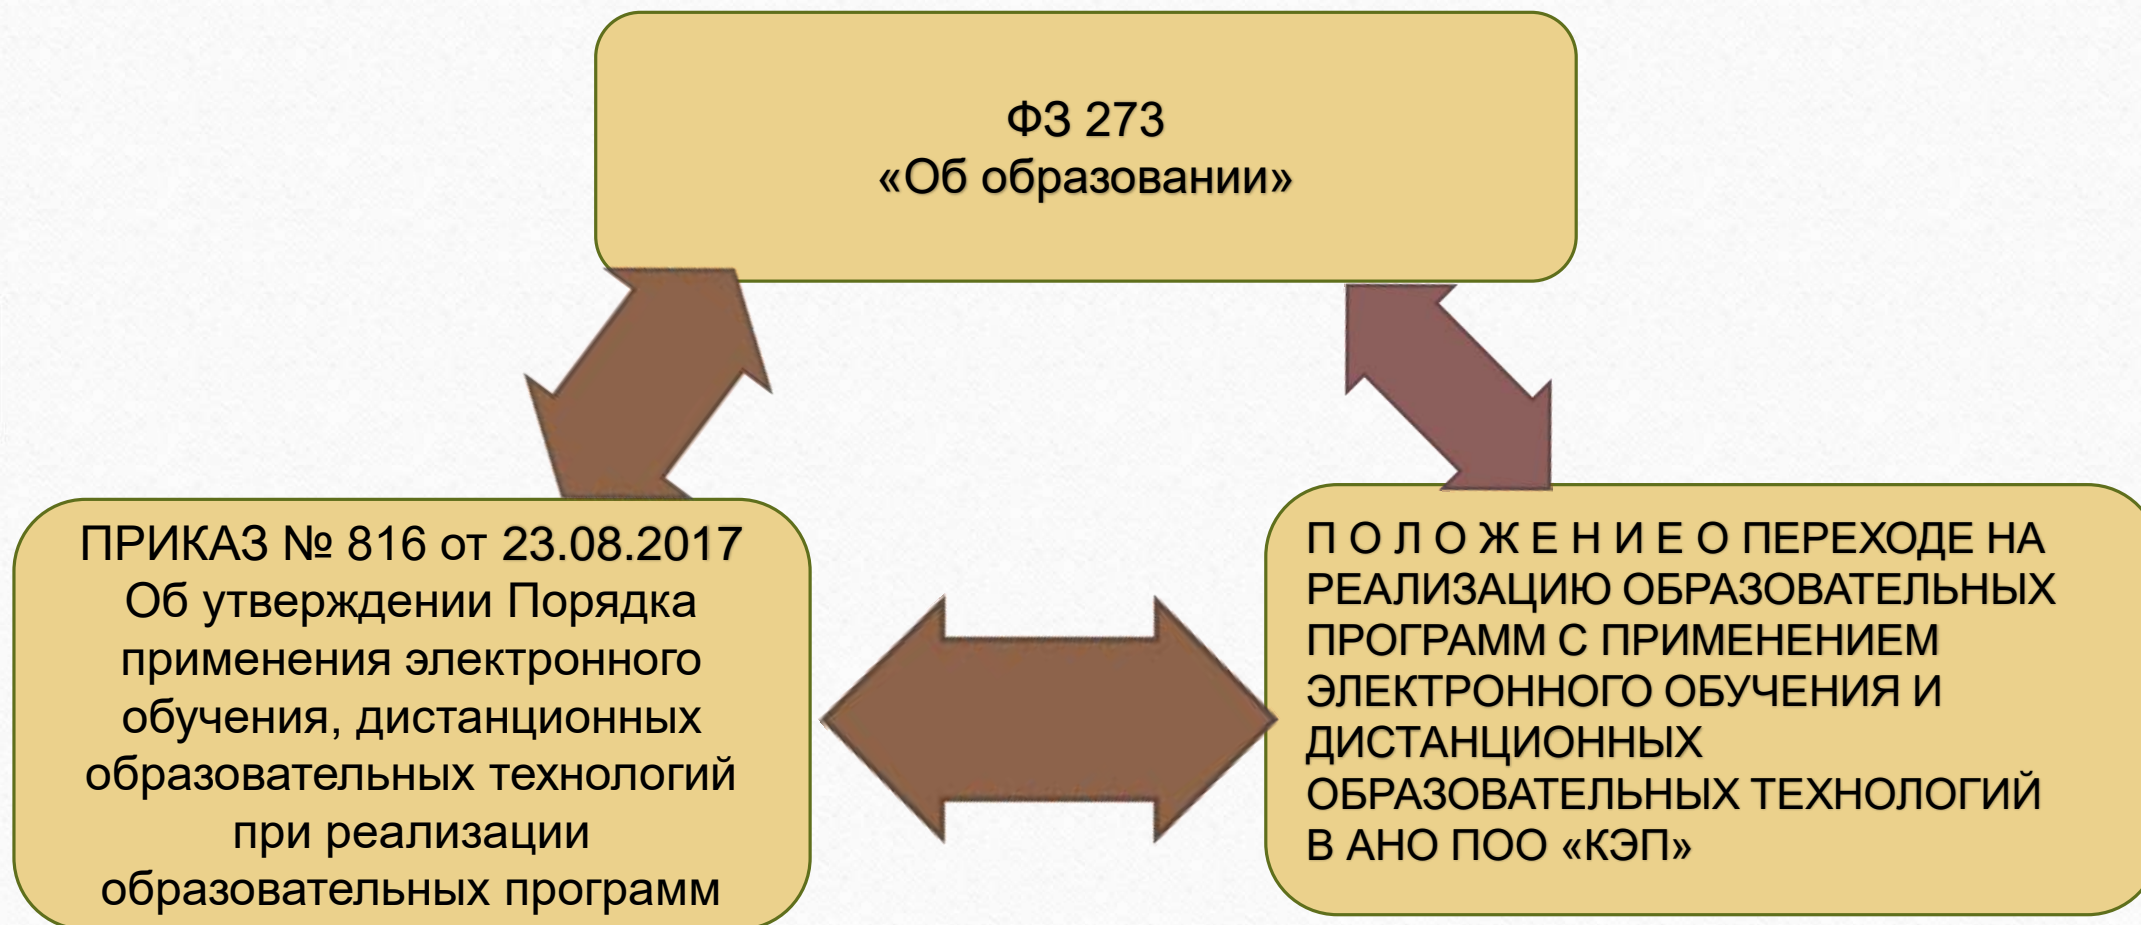 ФЗ 273
«Об образовании»
ПРИКАЗ № 816 от 23.08.2017
Об утверждении Порядка
применения электронного
обучения, дистанционных
образовательных технологий
при реализации
образовательных программ
П О Л О Ж Е Н И Е О ПЕРЕХОДЕ НА
РЕАЛИЗАЦИЮ ОБРАЗОВАТЕЛЬНЫХ
ПРОГРАММ С ПРИМЕНЕНИЕМ
ЭЛЕКТРОННОГО ОБУЧЕНИЯ И
ДИСТАНЦИОННЫХ
ОБРАЗОВАТЕЛЬНЫХ ТЕХНОЛОГИЙ
В АНО ПОО «КЭП»